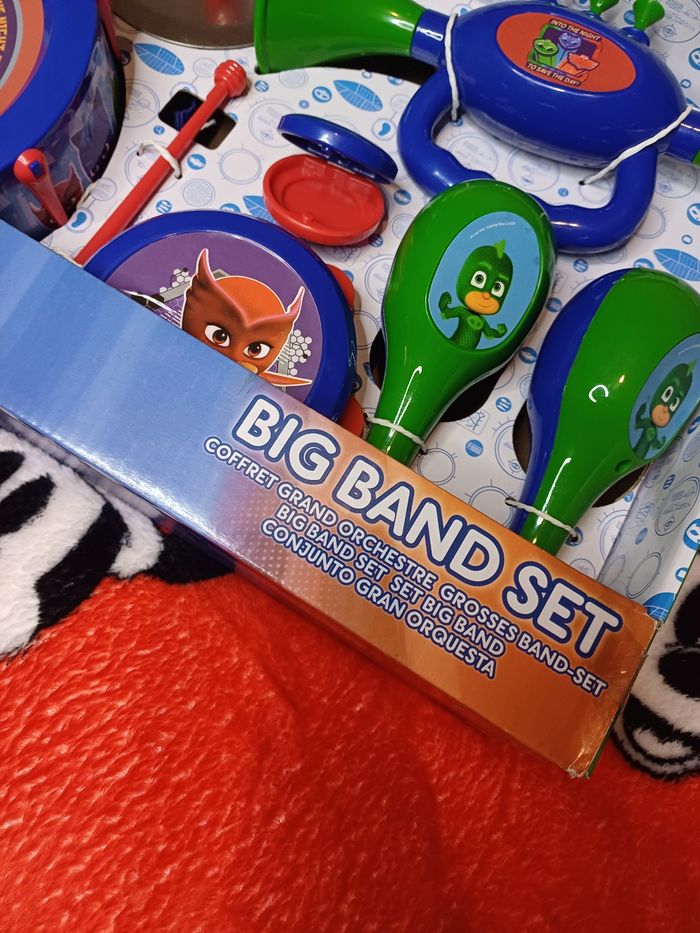 INTO THE NIGHT
TO SAVE THE DAY!
BIG BAND SET
COFFRET GRAND ORCHESTRE GROSSES BAND-SET
BIG BAND SET SET BIG BAND
CONJUNTO GRAN ORQUESTA